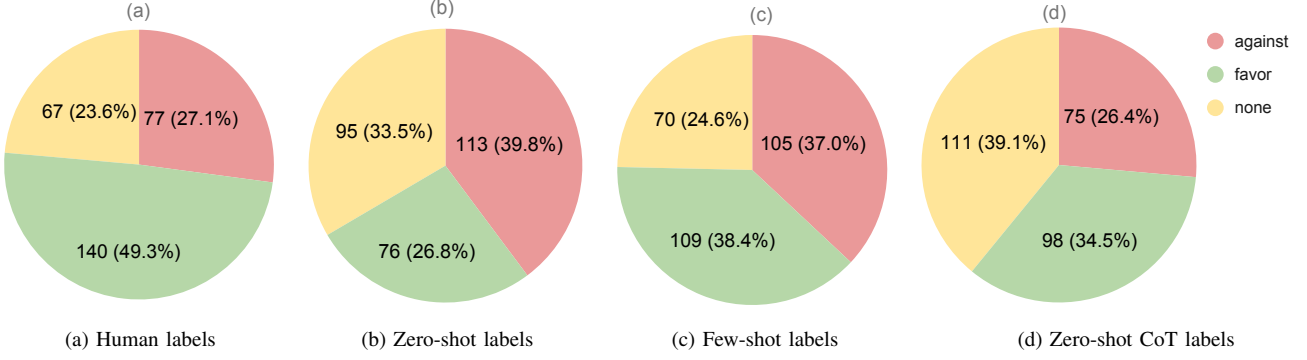 (a)
67 (23.6%)
77 (27.1%)
140 (49.3%)
(b)
95 (33.5%)
113 (39.8%)
76 (26.8%)
(c)
70 (24.6%)
105 (37.0%)
109 (38.4%)
(d)
111 (39.1%)
75 (26.4%)
98 (34.5%)
against
favor
none
(a) Human labels
(b) Zero-shot labels
(c) Few-shot labels
(d) Zero-shot CoT labels